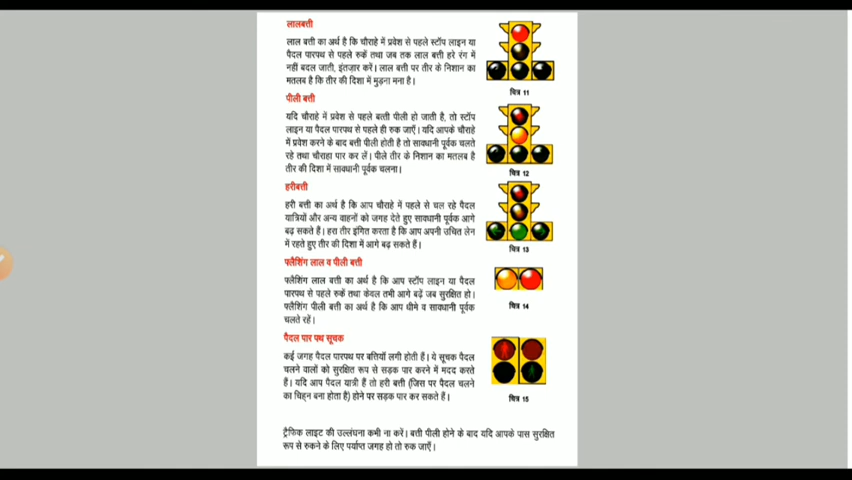 लालबत्ती
लाल बत्ती का अर्थ है कि चौराहे में प्रवेश से पहले स्टॉप लाइन या
पैदल पारपथ से पहले रुकें तथा जब तक लाल बत्ती हरे रंग में
नहीं बदल जाती, इंतज़ार करें। लाल बत्ती पर तीर के निशान का
मतलब है कि तीर की दिशा में मुड़ना मना है।
चित्र 11
पीली बत्ती
यदि चौराहे में प्रवेश से पहले बत्ती पीली हो जाती है, तो स्टॉप
लाइन या पैदल पारपथ से पहले ही रुक जाएँ। यदि आपके चौराहे
में प्रवेश करने के बाद बत्ती पीली होती है तो सावधानी पूर्वक चलते
रहे तथा चौराहा पार कर लें। पीले तीर के निशान का मतलब है
तीर की दिशा में सावधानी पूर्वक चलना।
चित्र 12
हरीबत्ती
हरी बत्ती का अर्थ है कि आप चौराहे में पहले से चल रहे पैदल
यात्रियों और अन्य वाहनों को जगह देते हुए सावधानी पूर्वक आगे
बढ़ सकते हैं। हरा तीर इंगित करता है कि आप अपनी उचित लेन
में रहते हुए तीर की दिशा में आगे बढ़ सकते हैं।
चित्र 13
फ्लैशिंग लाल व पीली बत्ती
फ्लैशिंग लाल बत्ती का अर्थ है कि आप स्टॉप लाइन या पैदल
पारपथ से पहले रुकें तथा केवल तभी आगे बढ़ें जब सुरक्षित हो।
फ्लैशिंग पीली बत्ती का अर्थ है कि आप धीमे व सावधानी पूर्वक
चलते रहें।
चित्र 14
पैदल पार पथ सूचक
कई जगह पैदल पारपथ पर बत्तियाँ लगी होती हैं। ये सूचक पैदल
चलने वालों को सुरक्षित रूप से सड़क पार करने में मदद करते
हैं। यदि आप पैदल यात्री हैं तो हरी बत्ती (जिस पर पैदल चलने
का चिह्न बना होता है) होने पर सड़क पार कर सकते हैं।
चित्र 15
ट्रैफिक लाइट की उल्लंघना कभी ना करें। बत्ती पीली होने के बाद यदि आपके पास सुरक्षित
रूप से रुकने के लिए पर्याप्त जगह हो तो रुक जाएँ।